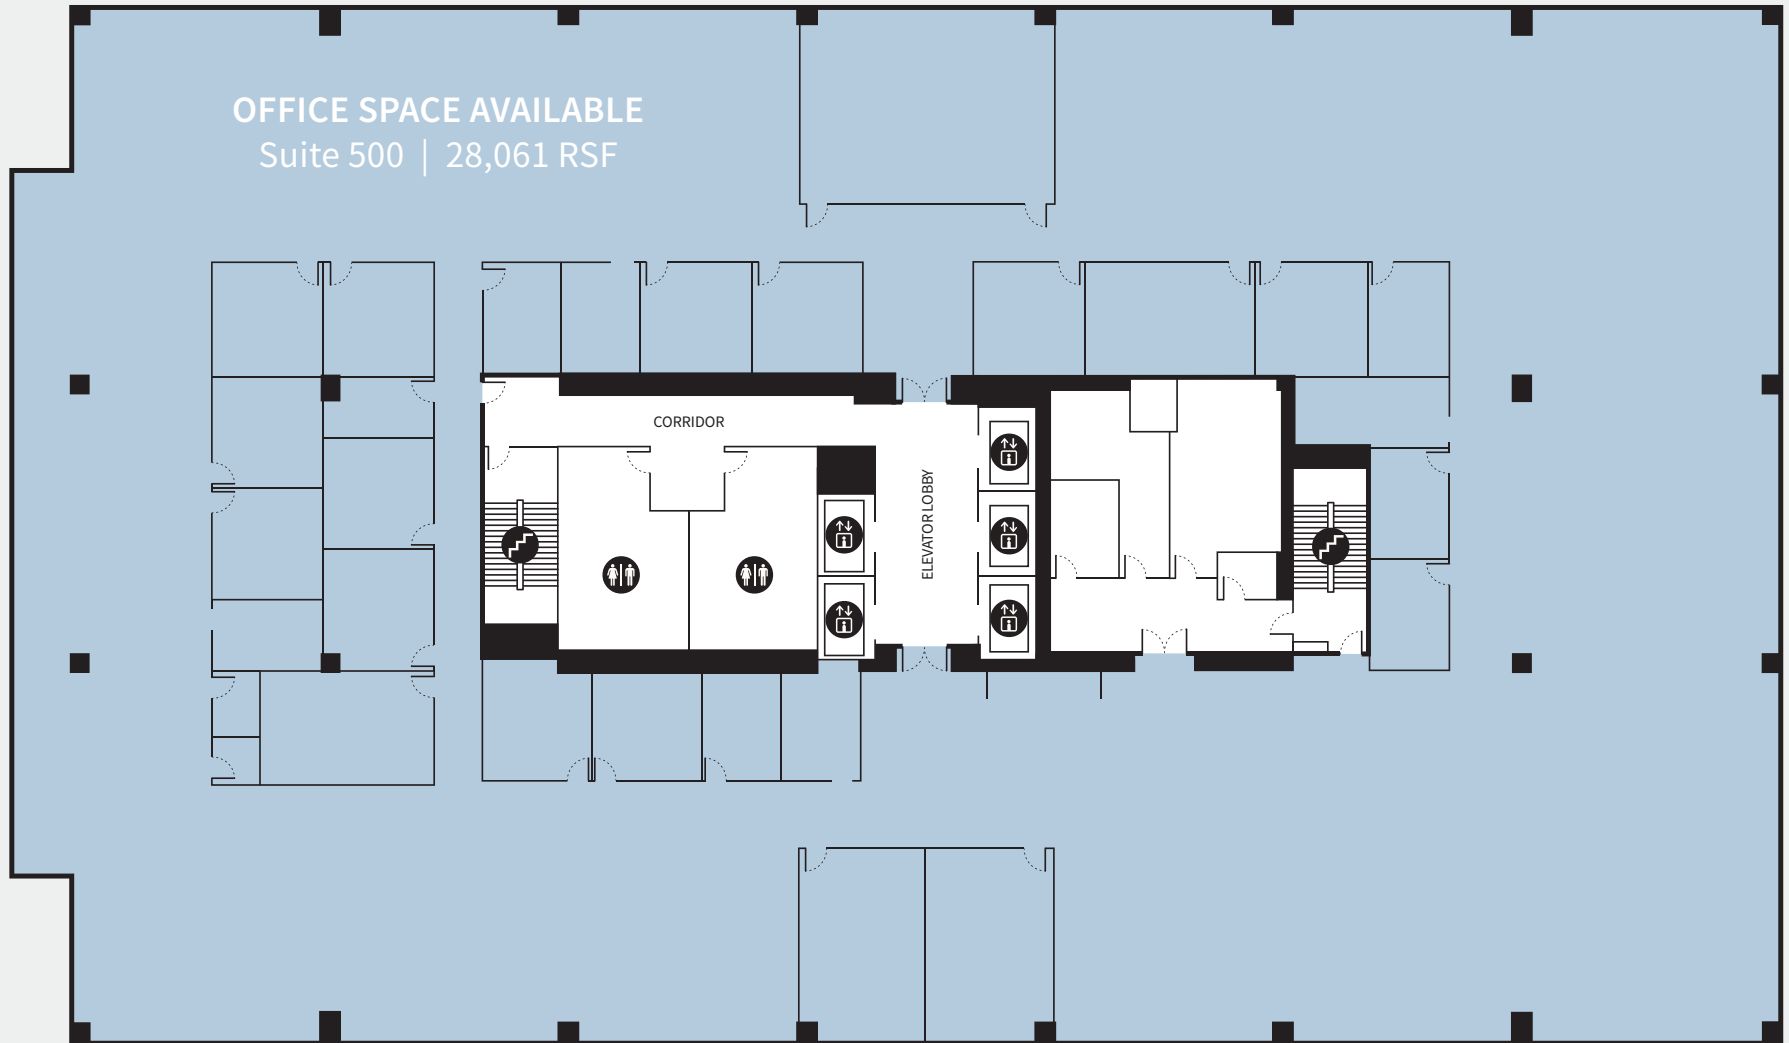 OFFICE SPACE AVAILABLE
Suite 500 | 28,061 RSF
CORRIDOR
ELEVATOR LOBBY